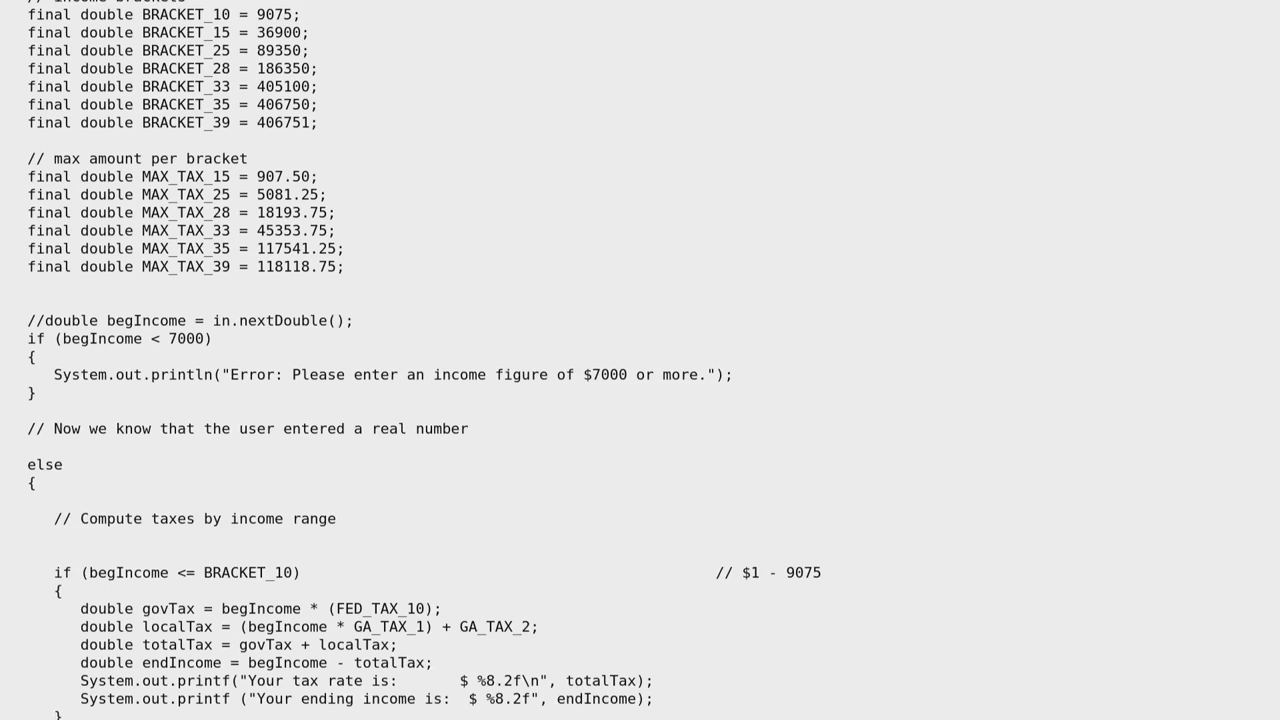 // income brackets
final double BRACKET_10 = 9075;
final double BRACKET_15 = 36900;
final double BRACKET_25 = 89350;
final double BRACKET_28 = 186350;
final double BRACKET_33 = 405100;
final double BRACKET_35 = 406750;
final double BRACKET_39 = 406751;
// max amount per bracket
final double MAX_TAX_15 = 907.50;
final double MAX_TAX_25 = 5081.25;
final double MAX_TAX_28 = 18193.75;
final double MAX_TAX_33 = 45353.75;
final double MAX_TAX_35 = 117541.25;
final double MAX_TAX_39 = 118118.75;
//double begIncome = in.nextDouble();
if (begIncome < 7000)
{
System.out.println("Error: Please enter an income figure of $7000 or more.");
}
// Now we know that the user entered a real number
else
{
// Compute taxes by income range
if (begIncome <= BRACKET_10) // $1 - 9075
{
double govTax = begIncome * (FED_TAX_10);
double localTax = (begIncome * GA_TAX_1) + GA_TAX_2;
double totalTax = govTax + localTax;
double endIncome = begIncome - totalTax;
System.out.printf("Your tax rate is:       $ %8.2f\n", totalTax);
System.out.printf ("Your ending income is:  $ %8.2f", endIncome);
}